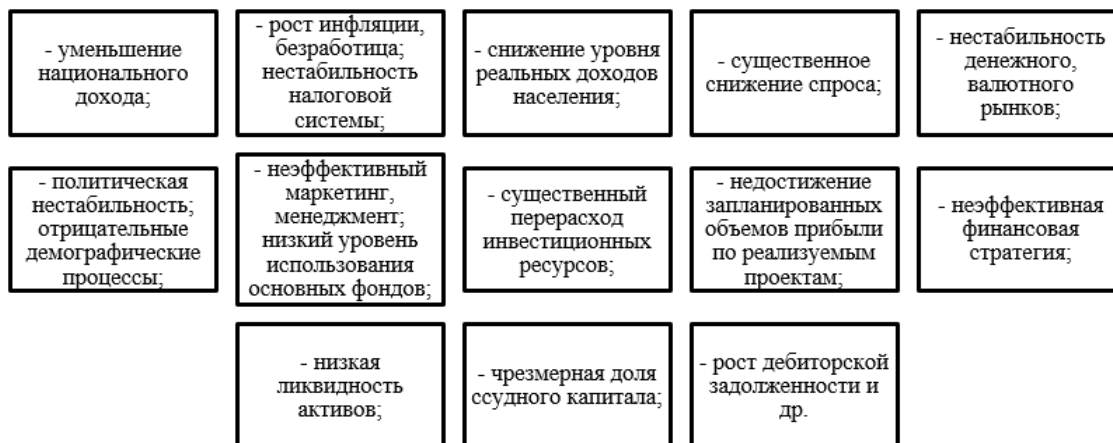 - уменьшение
национального
дохода;
- рост инфляции,
безработица;
нестабильность
налоговой
системы;
- снижение уровня
реальных доходов
населения;
- существенное
снижение спроса;
- нестабильность
денежного,
валютного
рынков;
- политическая
нестабильность;
отрицательные
демографические
процессы;
- неэффективный
маркетинг,
менеджмент;
низкий уровень
использования
основных фондов;
- существенный
перерасход
инвестиционных
ресурсов;
- недостижение
запланированных
объемов прибыли
по реализуемым
проектам;
- неэффективная
финансовая
стратегия;
- низкая
ликвидность
активов;
- чрезмерная доля
ссудного капитала;
- рост дебиторской
задолженности и
др.